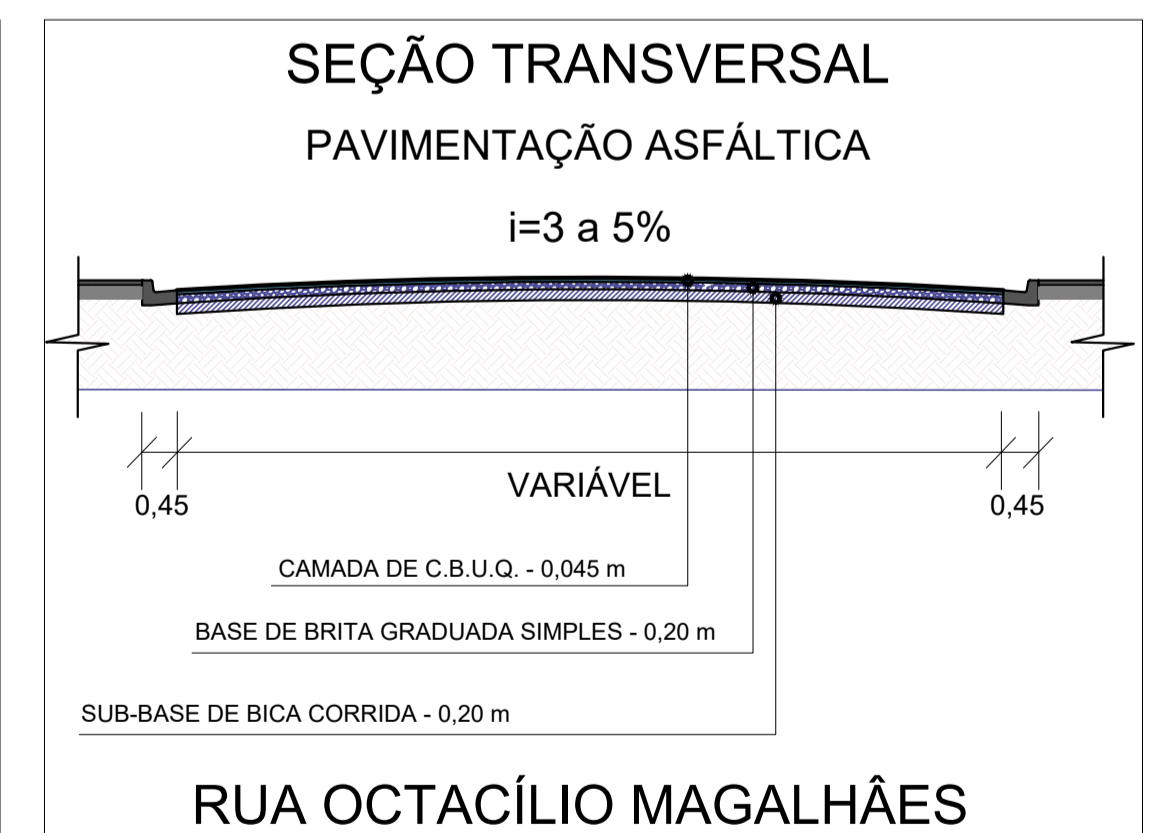 SEÇÃO TRANSVERSAL
PAVIMENTAÇÃO ASFÁLTICA
i=3 a 5%
VARIÁVEL
0,45
0,45
CAMADA DE C.B.U.Q. - 0,045 m
BASE DE BRITA GRADUADA SIMPLES - 0,20 m
SUB-BASE DE BICA CORRIDA - 0,20 m
RUA OCTACÍLIO MAGALHÂES